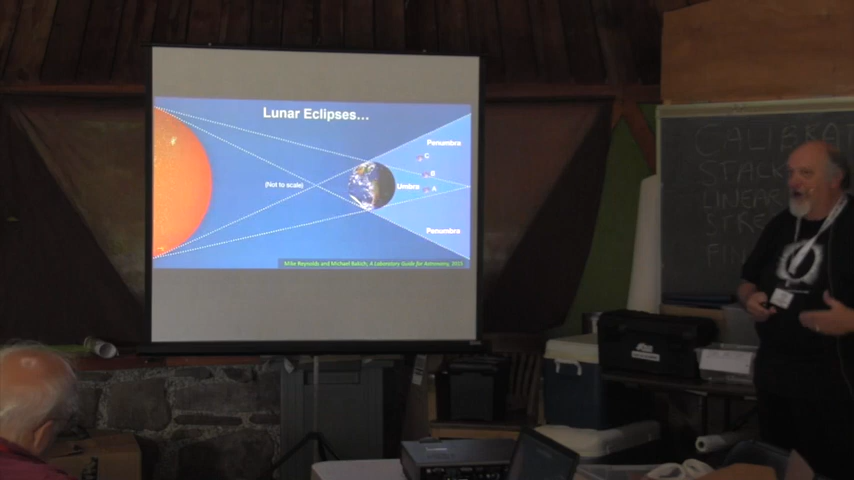 Lunar Eclipses…
Penumbra
C
B
(Not to scale)
Umbra
A
Penumbra
Mike Reynolds and Michael Bakich, A Laboratory Guide for Astronomy, 2015
CALIBRAT
STACK
LINEAR
STRE
FIN